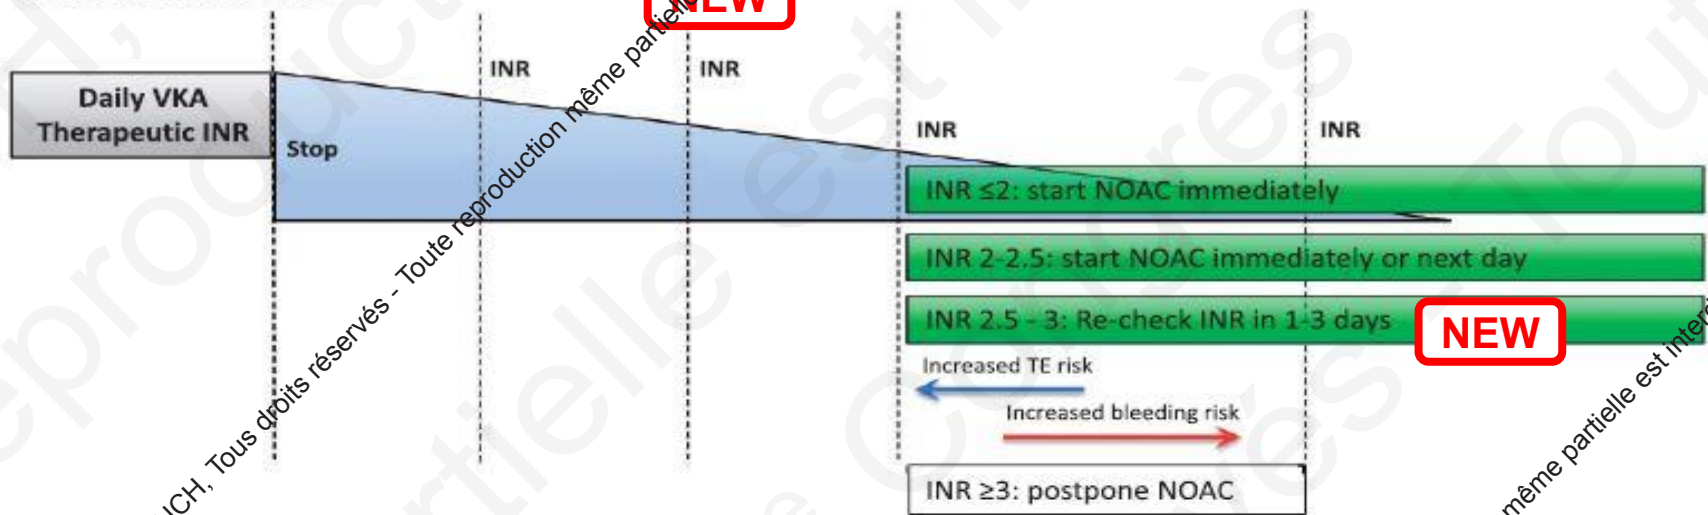 NEW
INR
INR
Daily VKA
Therapeutic INR
Stop
INR
INR
INR ≤2: start NOAC immediately
INR 2-2.5: start NOAC immediately or next day
INR 2.5 - 3: Re-check INR in 1-3 days
NEW
Increased TE risk
Increased bleeding risk
INR ≥3: postpone NOAC
JCH, Tous droits réservés - Toute reproduction même partielle
même partielle est